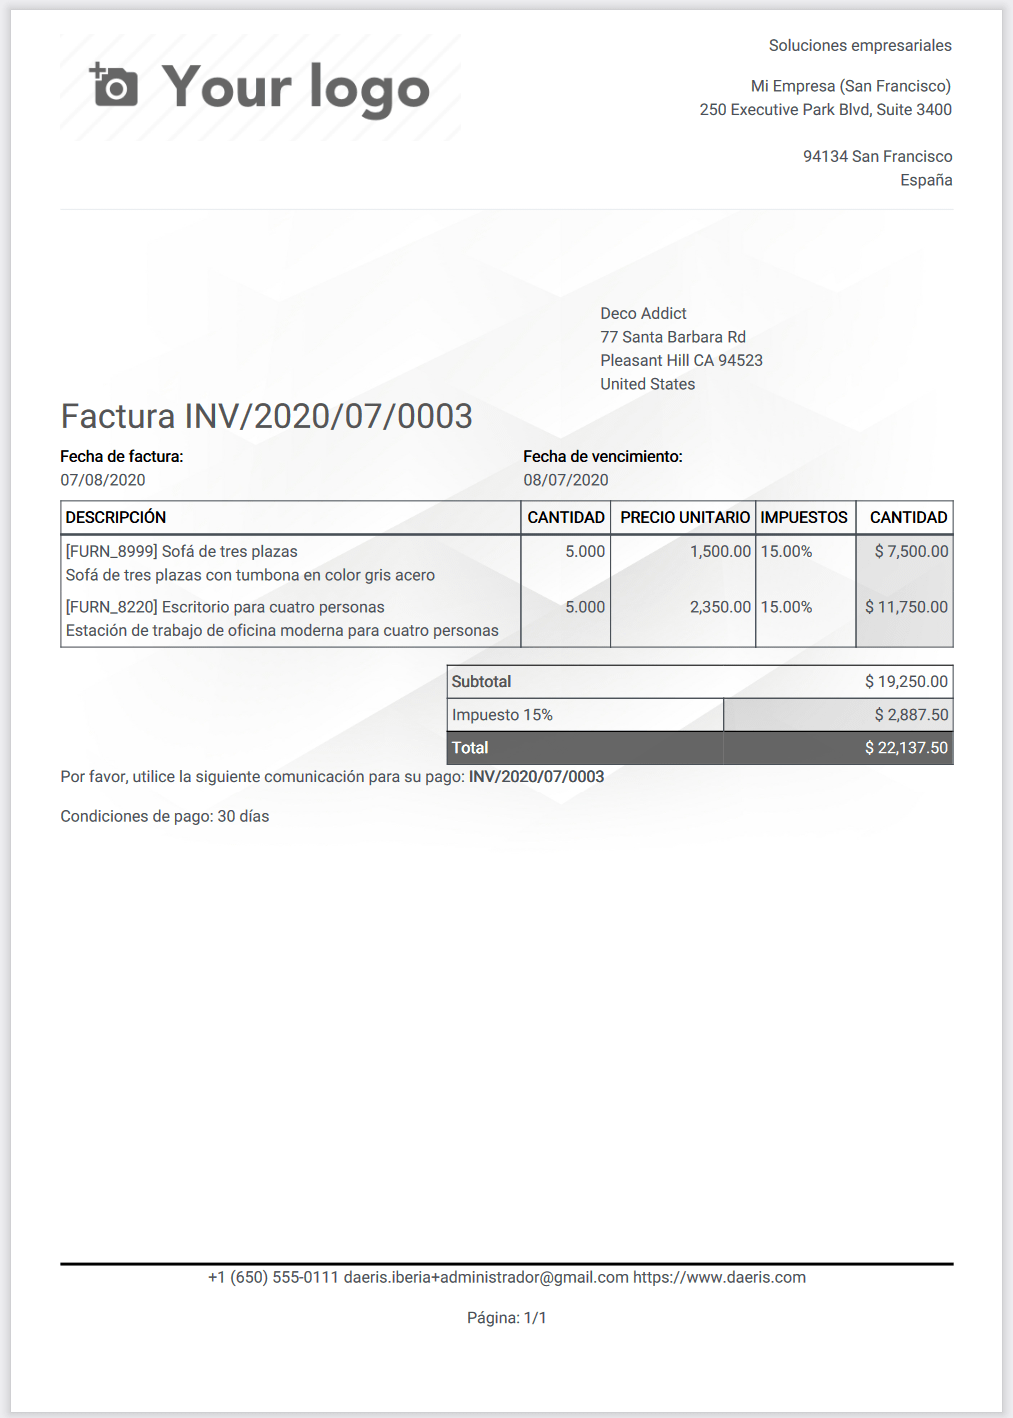 Your logo
Soluciones empresariales
Mi Empresa (San Francisco)
250 Executive Park Blvd, Suite 3400
94134 San Francisco
España
Deco Addict
77 Santa Barbara Rd
Pleasant Hill CA 94523
United States
Factura INV/2020/07/0003
Fecha de factura: Fecha de vencimiento:
07/08/2020 08/07/2020
DESCRIPCIÓN CANTIDAD PRECIO UNITARIO IMPUESTOS CANTIDAD
[FURN_8999] Sofá de tres plazas 5.000 1,500.00 15.00% $ 7,500.00
Sofá de tres plazas con tumbona en color gris acero
[FURN_8220] Escritorio para cuatro personas 5.000 2,350.00 15.00% $ 11,750.00
Estación de trabajo de oficina moderna para cuatro personas
Subtotal $ 19,250.00
Impuesto 15% $ 2,887.50
Total $ 22,137.50
Por favor, utilice la siguiente comunicación para su pago: INV/2020/07/0003
Condiciones de pago: 30 días
+1 (650) 555-0111 daeris.iberia+administrador@gmail.com https://www.daeris.com
Página: 1/1